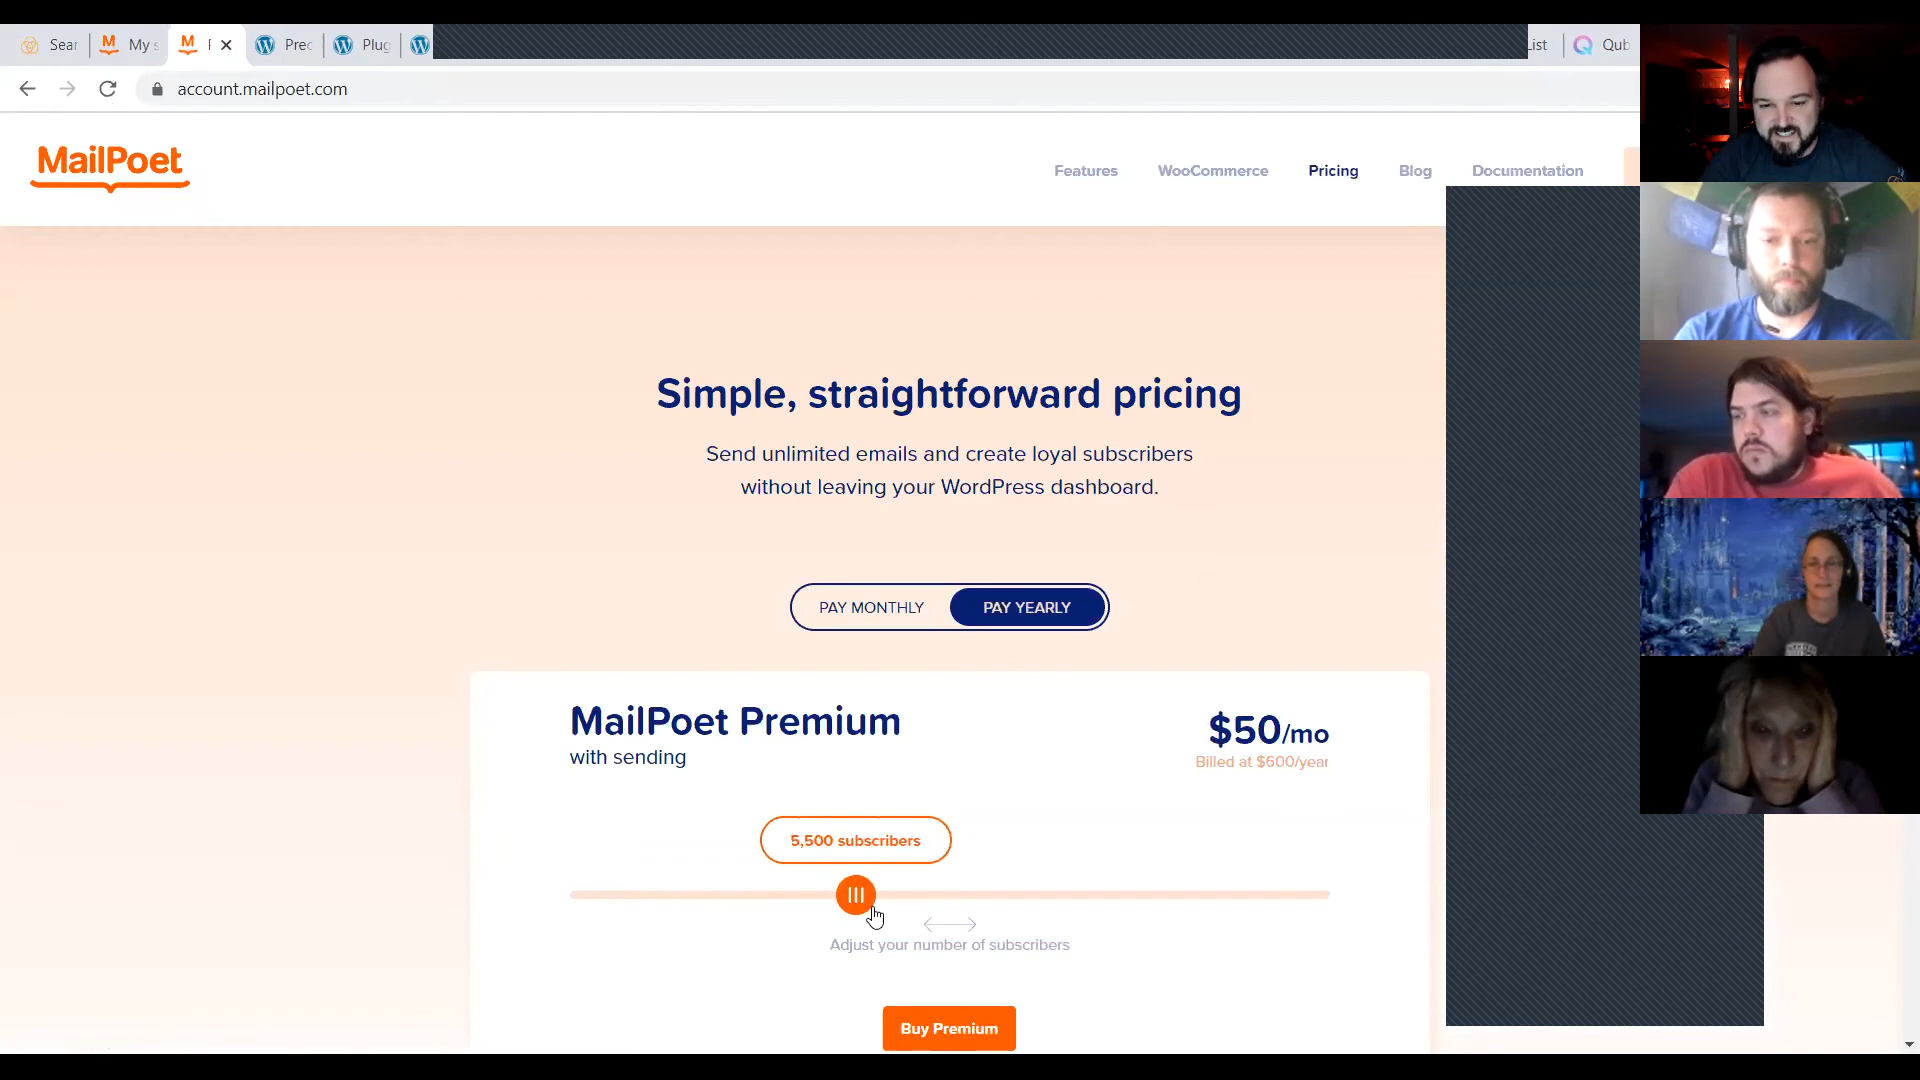 Sear
My s
Prec
Plug
List
Qub
account.mailpoet.com
MailPoet
Features
WooCommerce
Pricing
Blog
Documentation
Simple, straightforward pricing
Send unlimited emails and create loyal subscribers
without leaving your WordPress dashboard.
PAY MONTHLY
PAY YEARLY
MailPoet Premium
with sending
$50/mo
Billed at $600/year
5,500 subscribers
Adjust your number of subscribers
Buy Premium